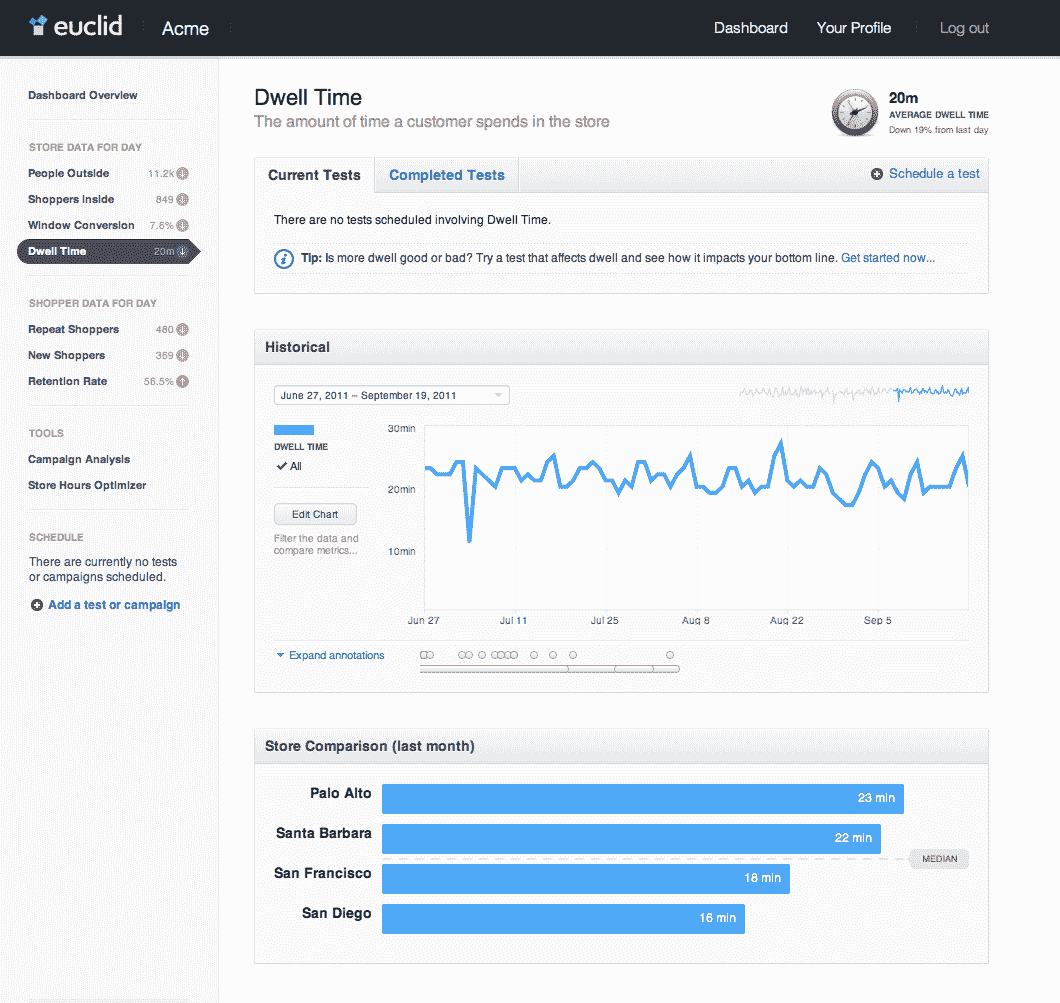 euclid
Acme
Dashboard
Your Profile
Log out
Dashboard Overview
STORE DATA FOR DAY
People Outside 11.2k
Shoppers Inside 849
Window Conversion 7.6%
Dwell Time 20m
SHOPPER DATA FOR DAY
Repeat Shoppers 480
New Shoppers 369
Retention Rate 56.5%
TOOLS
Campaign Analysis
Store Hours Optimizer
SCHEDULE
There are currently no tests
or campaigns scheduled.
Add a test or campaign
Dwell Time
The amount of time a customer spends in the store
20m
AVERAGE DWELL TIME
Down 19% from last day
Current Tests
Completed Tests
Schedule a test
There are no tests scheduled involving Dwell Time.
Tip: Is more dwell good or bad? Try a test that affects dwell and see how it impacts your bottom line. Get started now...
Historical
June 27, 2011 – September 19, 2011
DWELL TIME
All
Edit Chart
Filter the data and
compare metrics...
30min
20min
10min
Jun 27
Jul 11
Jul 25
Aug 8
Aug 22
Sep 5
Expand annotations
Store Comparison (last month)
Palo Alto 23 min
Santa Barbara 22 min
MEDIAN
San Francisco 18 min
San Diego 16 min